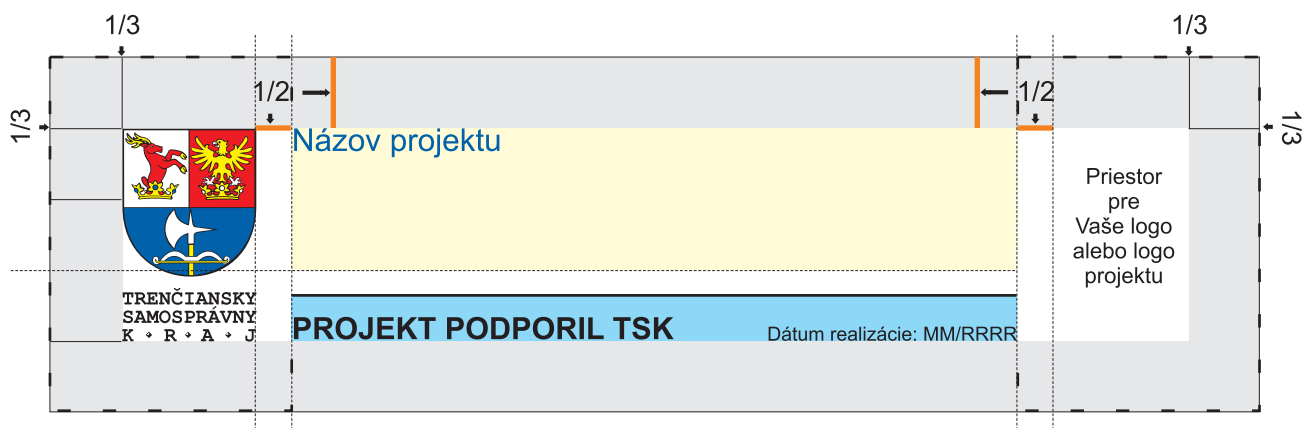 1/3
1/3
1/2
1/2
1/3
1/3
Názov projektu
Priestor
pre
Vaše logo
alebo logo
projektu
TRENČIANSKY
SAMOSPRÁVNY
K · R · A · J
PROJEKT PODPORIL TSK
Dátum realizácie: MM/RRRR